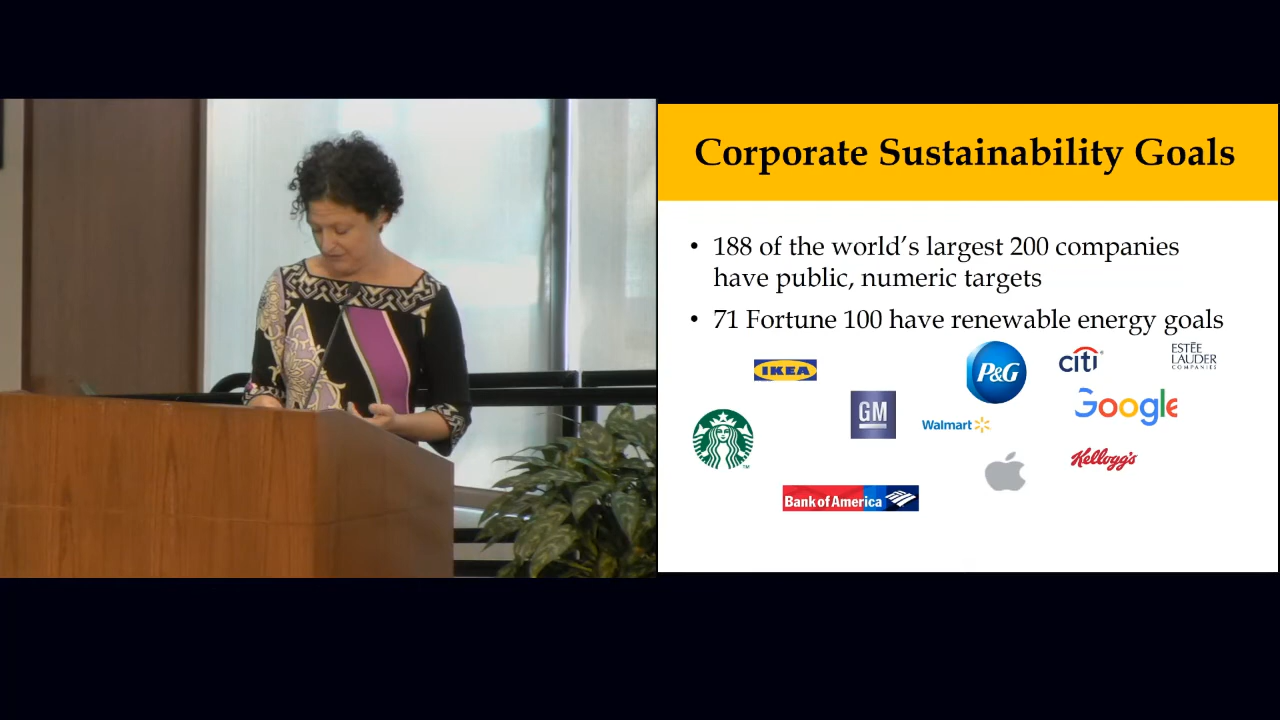 Corporate Sustainability Goals
• 188 of the world’s largest 200 companies
have public, numeric targets
• 71 Fortune 100 have renewable energy goals
IKEA
P&G
citi
ESTĒE
LAUDER
COMPANIES
GM
Walmart
Google
TM
Kellogg's
Bank of America